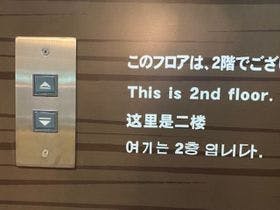 このフロアは、2階でござ
This is 2nd floor.
这里是二楼
여기는 2층 입니다.